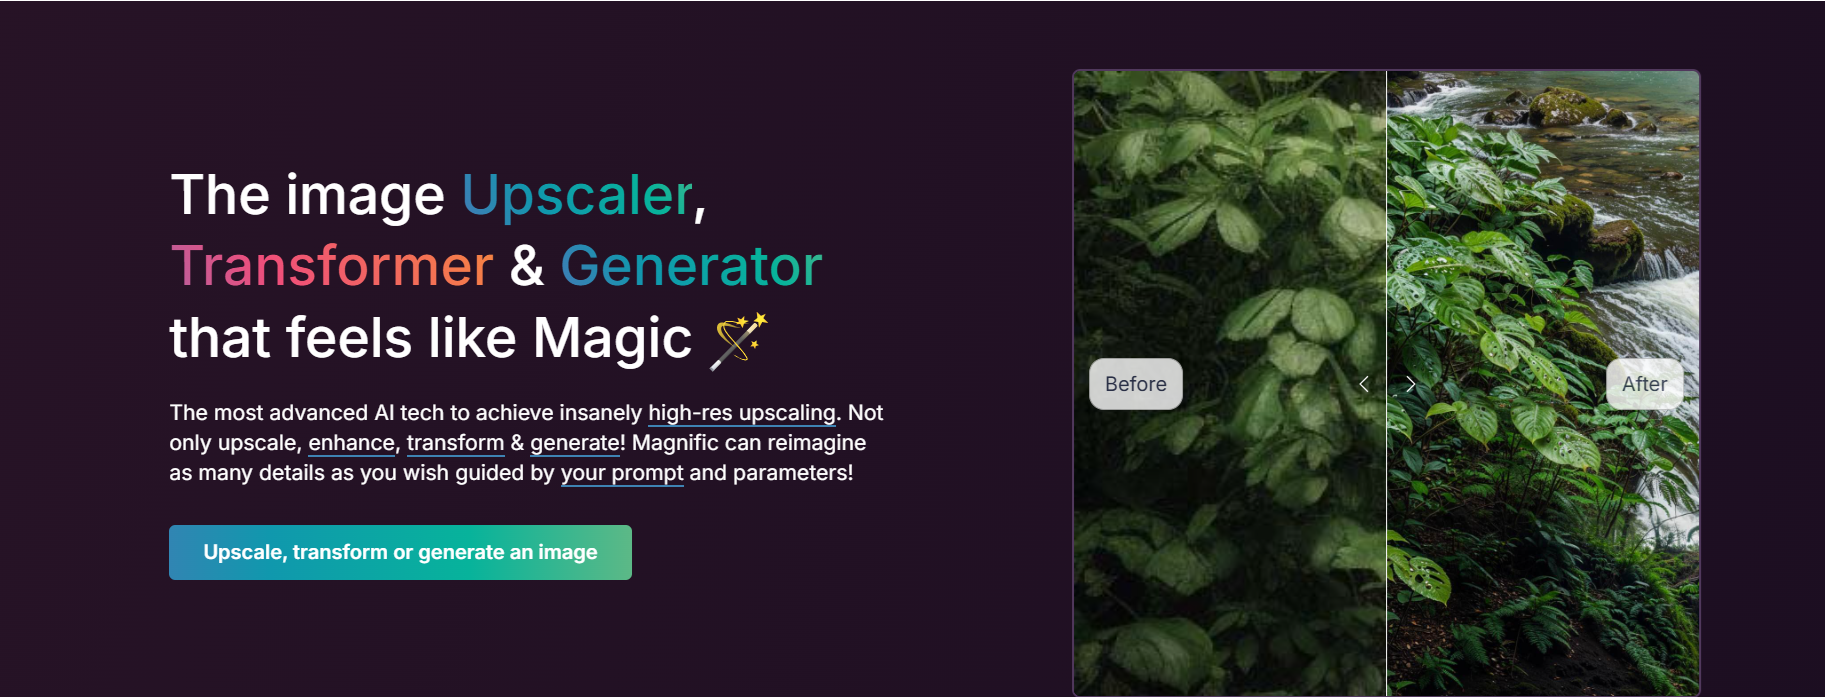 The image Upscaler,
Transformer & Generator
that feels like Magic 🪄
The most advanced AI tech to achieve insanely high-res upscaling. Not
only upscale, enhance, transform & generate! Magnific can reimagine
as many details as you wish guided by your prompt and parameters!
Upscale, transform or generate an image
Before
After